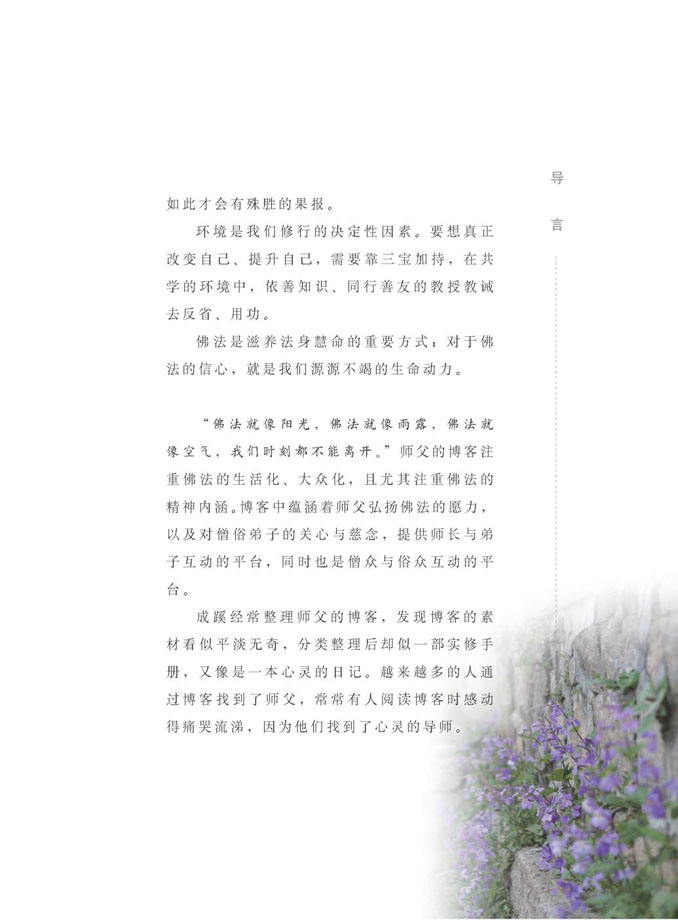 导
言
如此才会有殊胜的果报。
环境是我们修行的决定性因素。要想真正
改变自己、提升自己，需要靠三宝加持，在共
学的环境中，依善知识、同行善友的教授教诫
去反省、用功。
佛法是滋养法身慧命的重要方式；对于佛
法的信心，就是我们源源不竭的生命动力。
“佛法就像阳光，佛法就像雨露，佛法就
像空气，我们时刻都不能离开。”师父的博客注
重佛法的生活化、大众化，且尤其注重佛法的
精神内涵。博客中蕴涵着师父弘扬佛法的愿力，
以及对僧俗弟子的关心与慈念，提供师长与弟
子互动的平台，同时也是僧众与俗众互动的平
台。
成蹊经常整理师父的博客，发现博客的素
材看似平淡无奇，分类整理后却似一部实修手
册，又像是一本心灵的日记。越来越多的人通
过博客找到了师父，常常有人阅读博客时感动
得痛哭流涕，因为他们找到了心灵的导师。